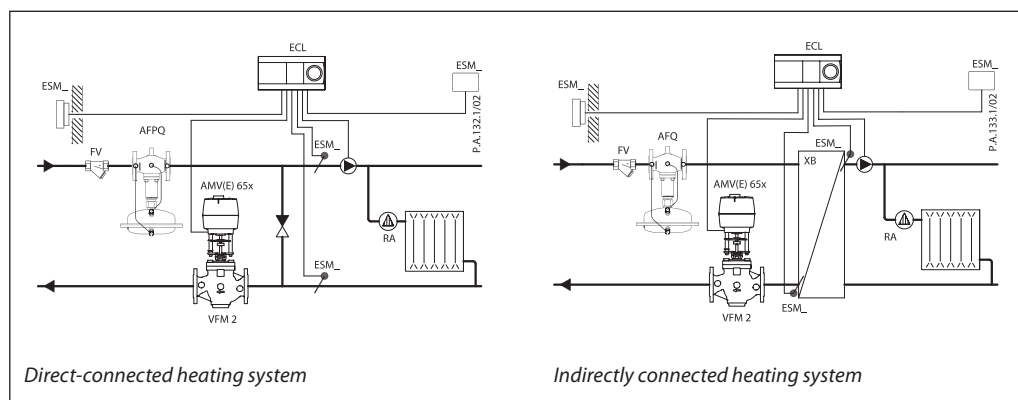 ECL
ESM_
ESM_
P.A.132.1/02
AFPQ
FV
ESM_
AMV(E) 65x
RA
ESM_
VFM 2
Direct-connected heating system
ECL
ESM_
ESM_
P.A.133.1/02
AFQ
FV
ESM_
XB
AMV(E) 65x
RA
ESM_
VFM 2
Indirectly connected heating system